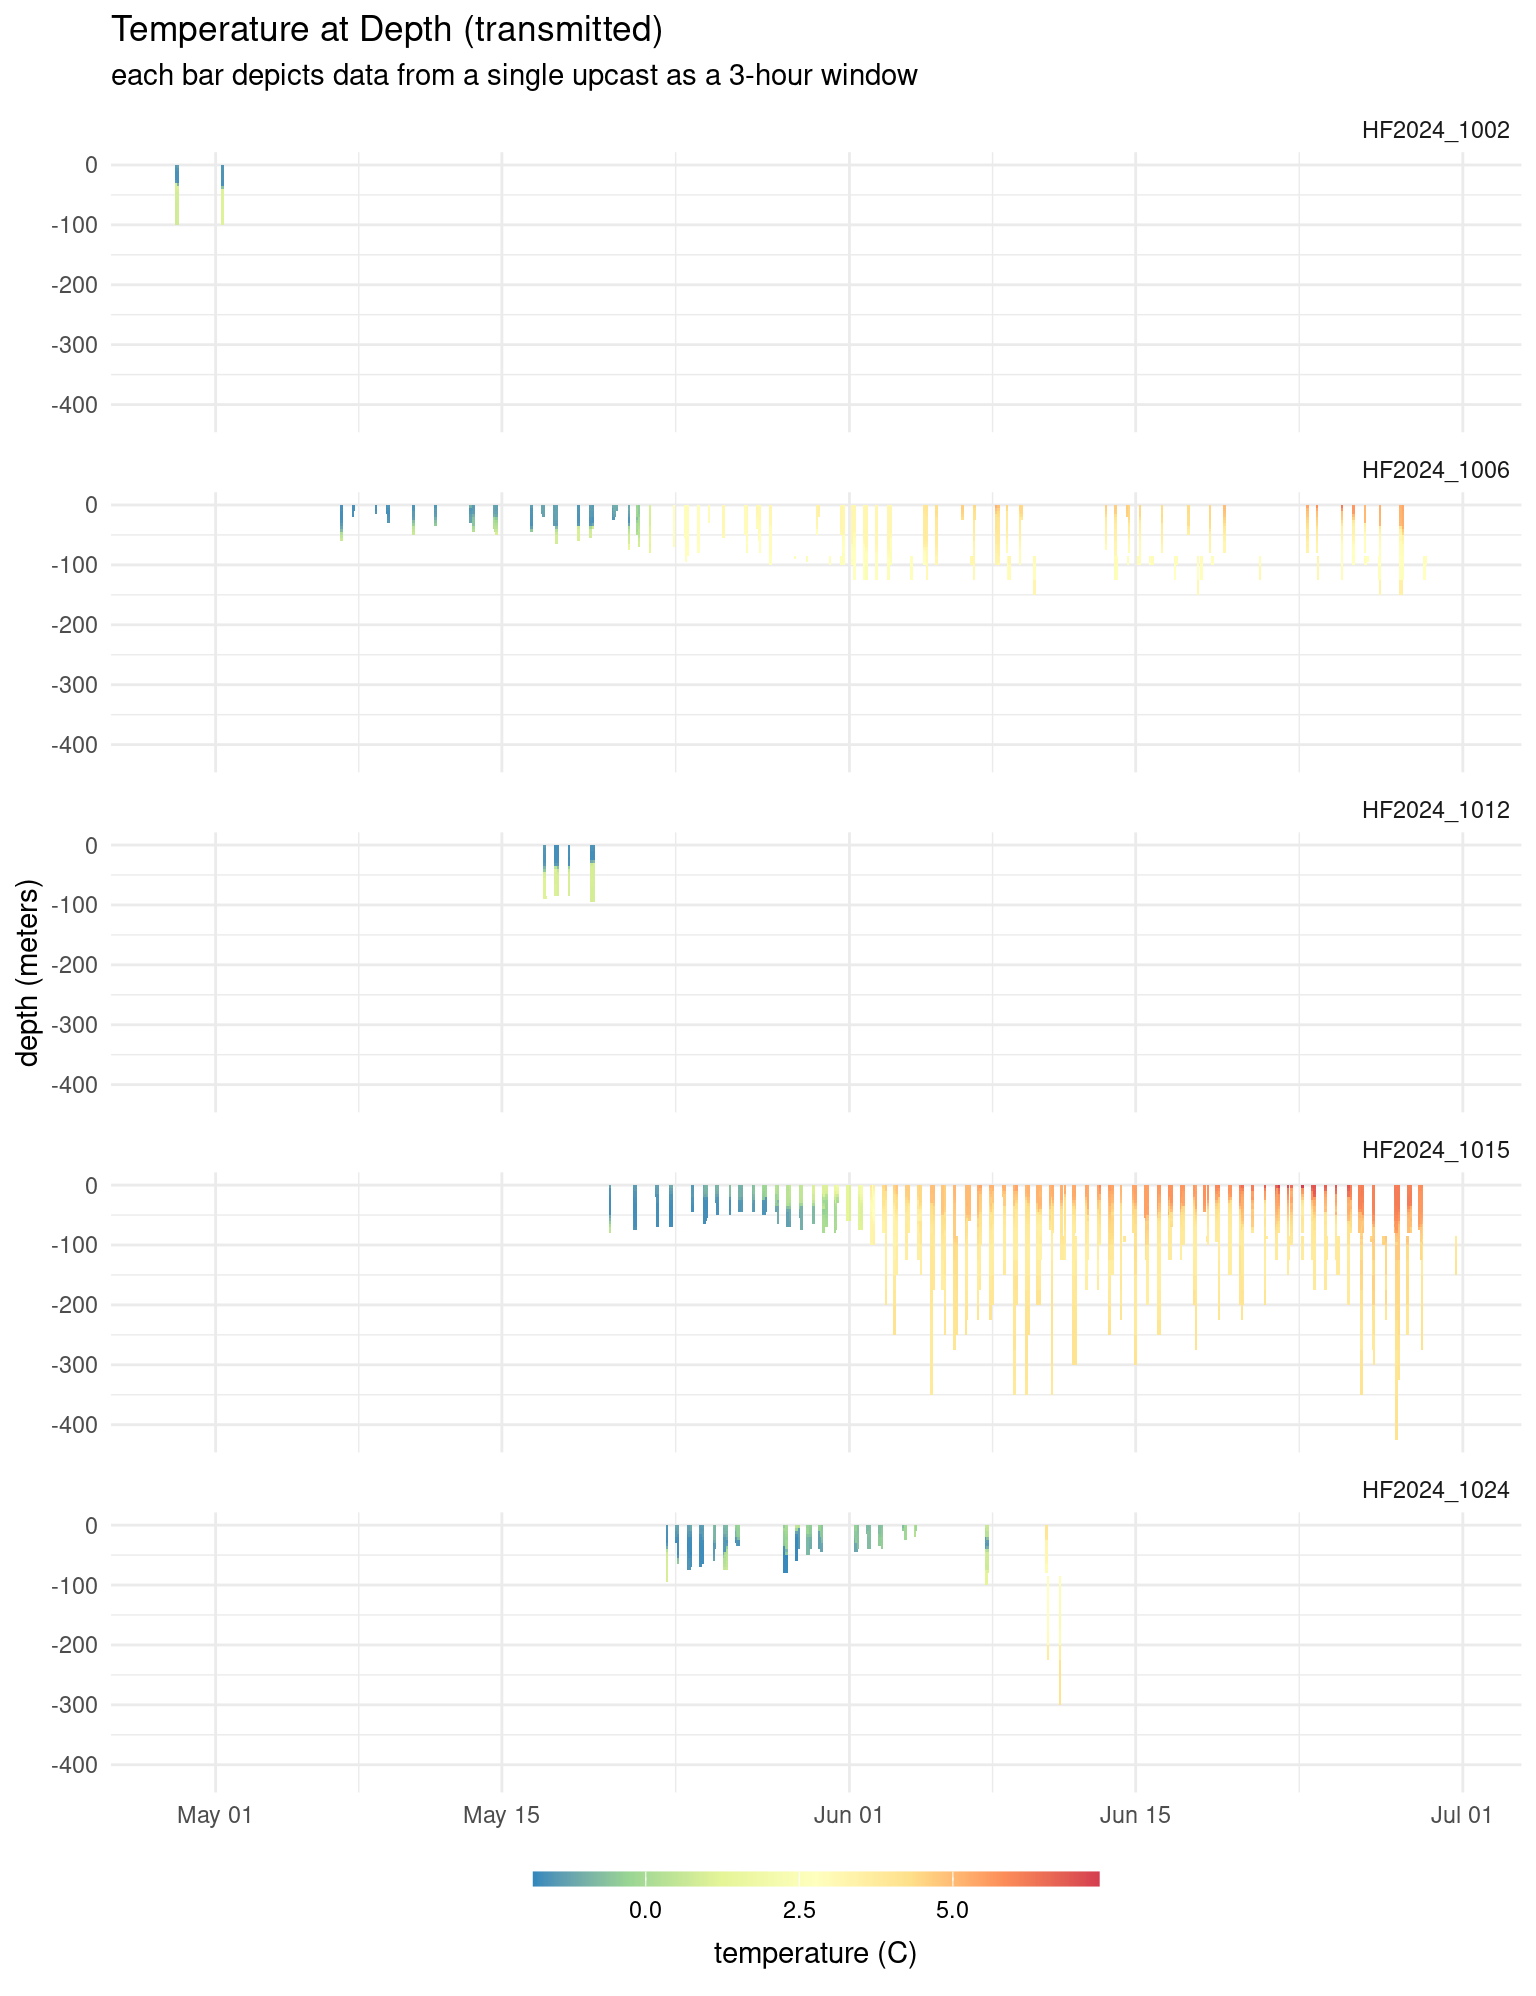 Temperature at Depth (transmitted)
each bar depicts data from a single upcast as a 3-hour window
HF2024_1002
0
-100
-200
-300
-400
HF2024_1006
0
-100
-200
-300
-400
HF2024_1012
0
-100
-200
-300
-400
depth (meters)
HF2024_1015
0
-100
-200
-300
-400
HF2024_1024
0
-100
-200
-300
-400
May 01 May 15 Jun 01 Jun 15 Jul 01
0.0 2.5 5.0
temperature (C)